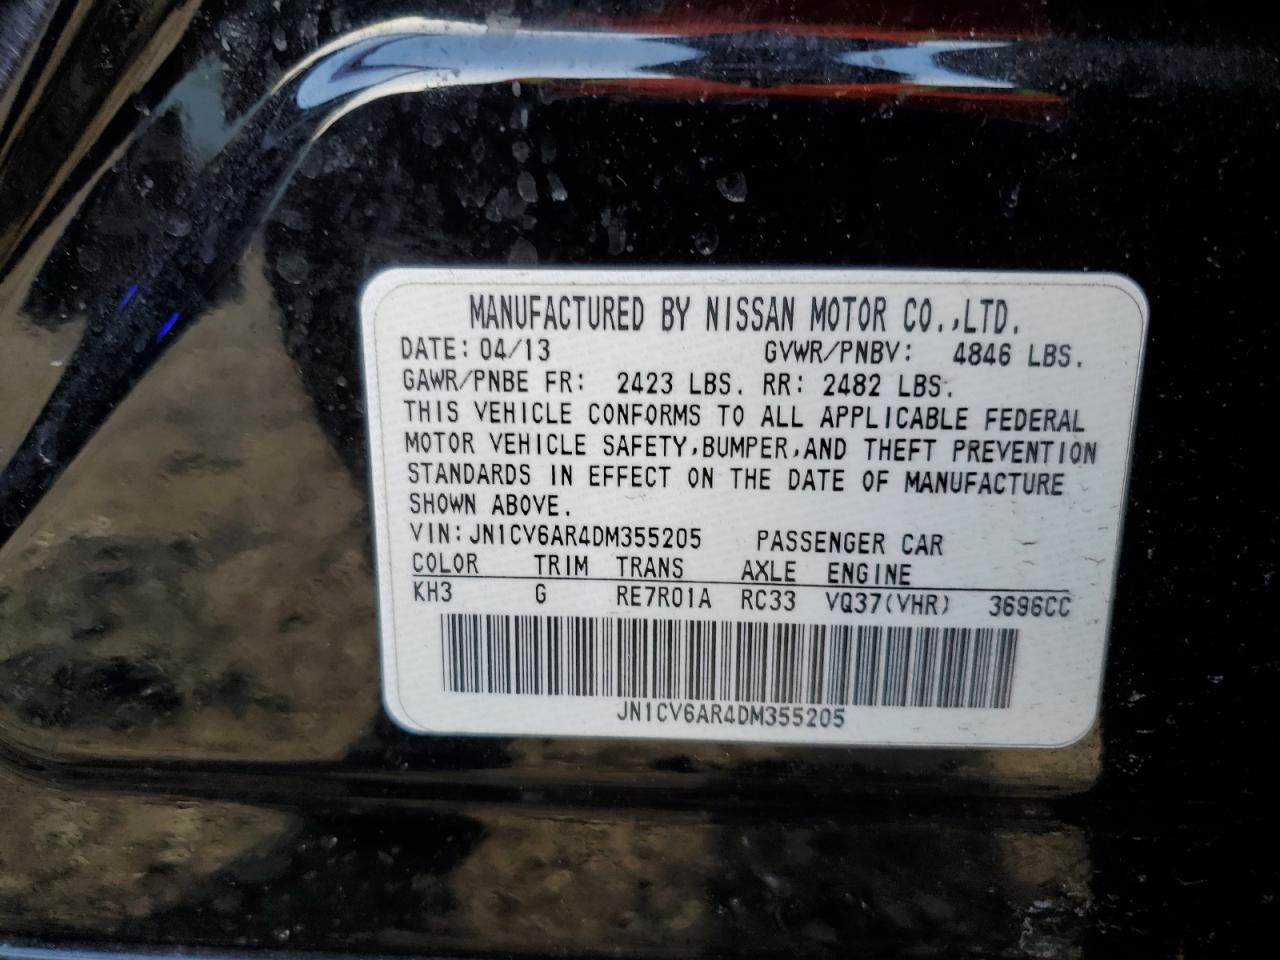 MANUFACTURED BY NISSAN MOTOR CO.,LTD.
DATE: 04/13 GVWR/PNBV: 4846 LBS.
GAWR/PNBE FR: 2423 LBS. RR: 2482 LBS.
THIS VEHICLE CONFORMS TO ALL APPLICABLE FEDERAL
MOTOR VEHICLE SAFETY,BUMPER,AND THEFT PREVENTION
STANDARDS IN EFFECT ON THE DATE OF MANUFACTURE
SHOWN ABOVE.
VIN:JN1CV6AR4DM355205 PASSENGER CAR
COLOR TRIM TRANS AXLE ENGINE
KH3 G RE7R01A RC33 VQ37(VHR) 3696CC
JN1CV6AR4DM355205